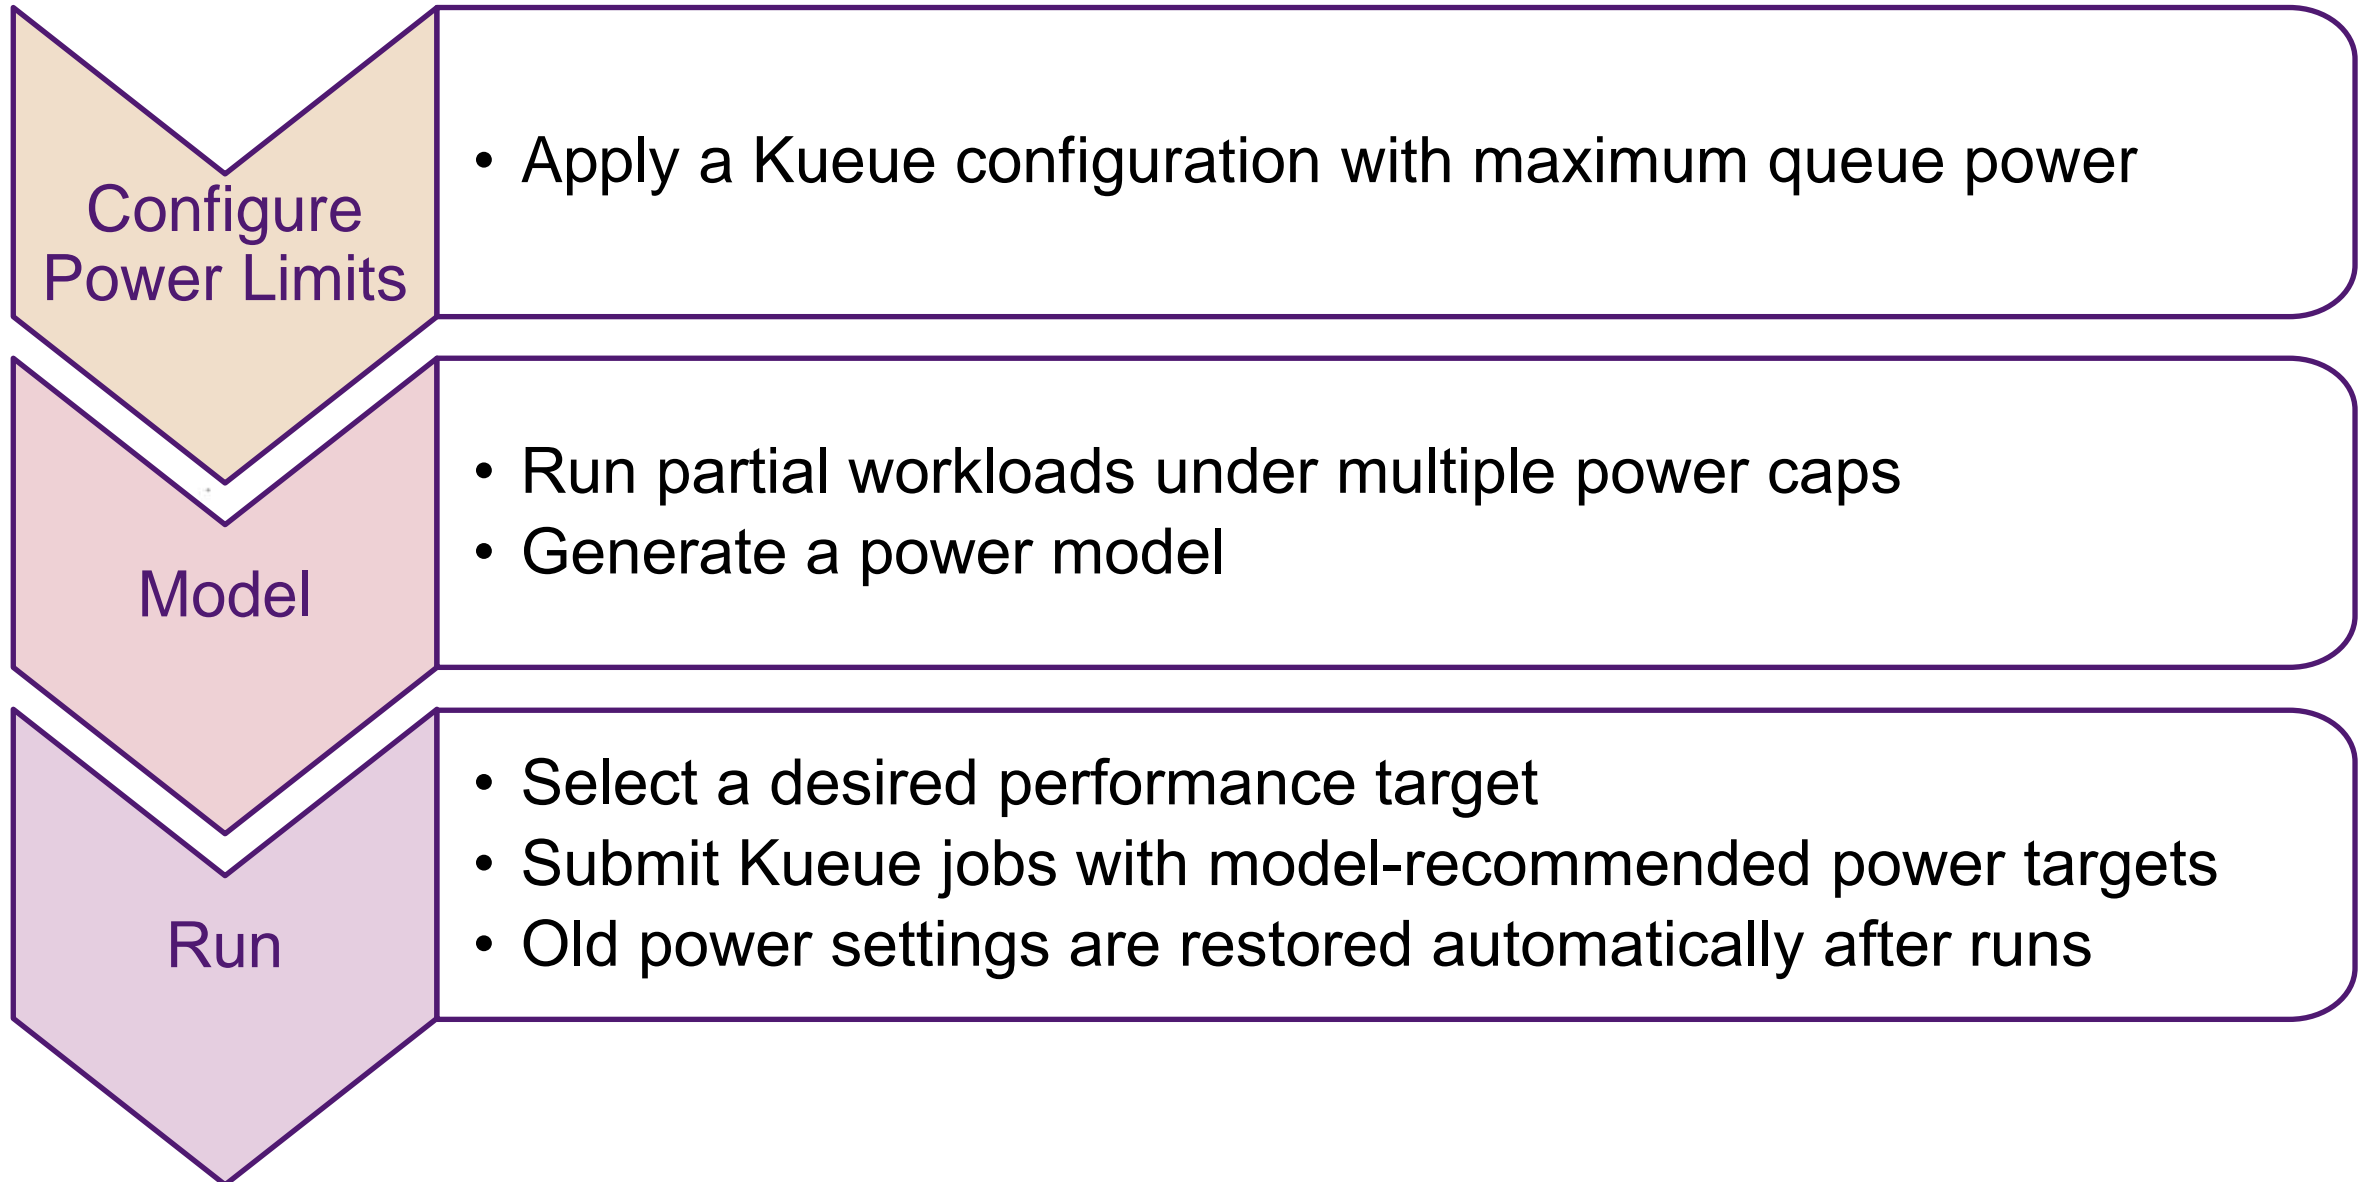 Configure
Power Limits
• Apply a Kueue configuration with maximum queue power
Model
• Run partial workloads under multiple power caps
• Generate a power model
Run
• Select a desired performance target
• Submit Kueue jobs with model-recommended power targets
• Old power settings are restored automatically after runs